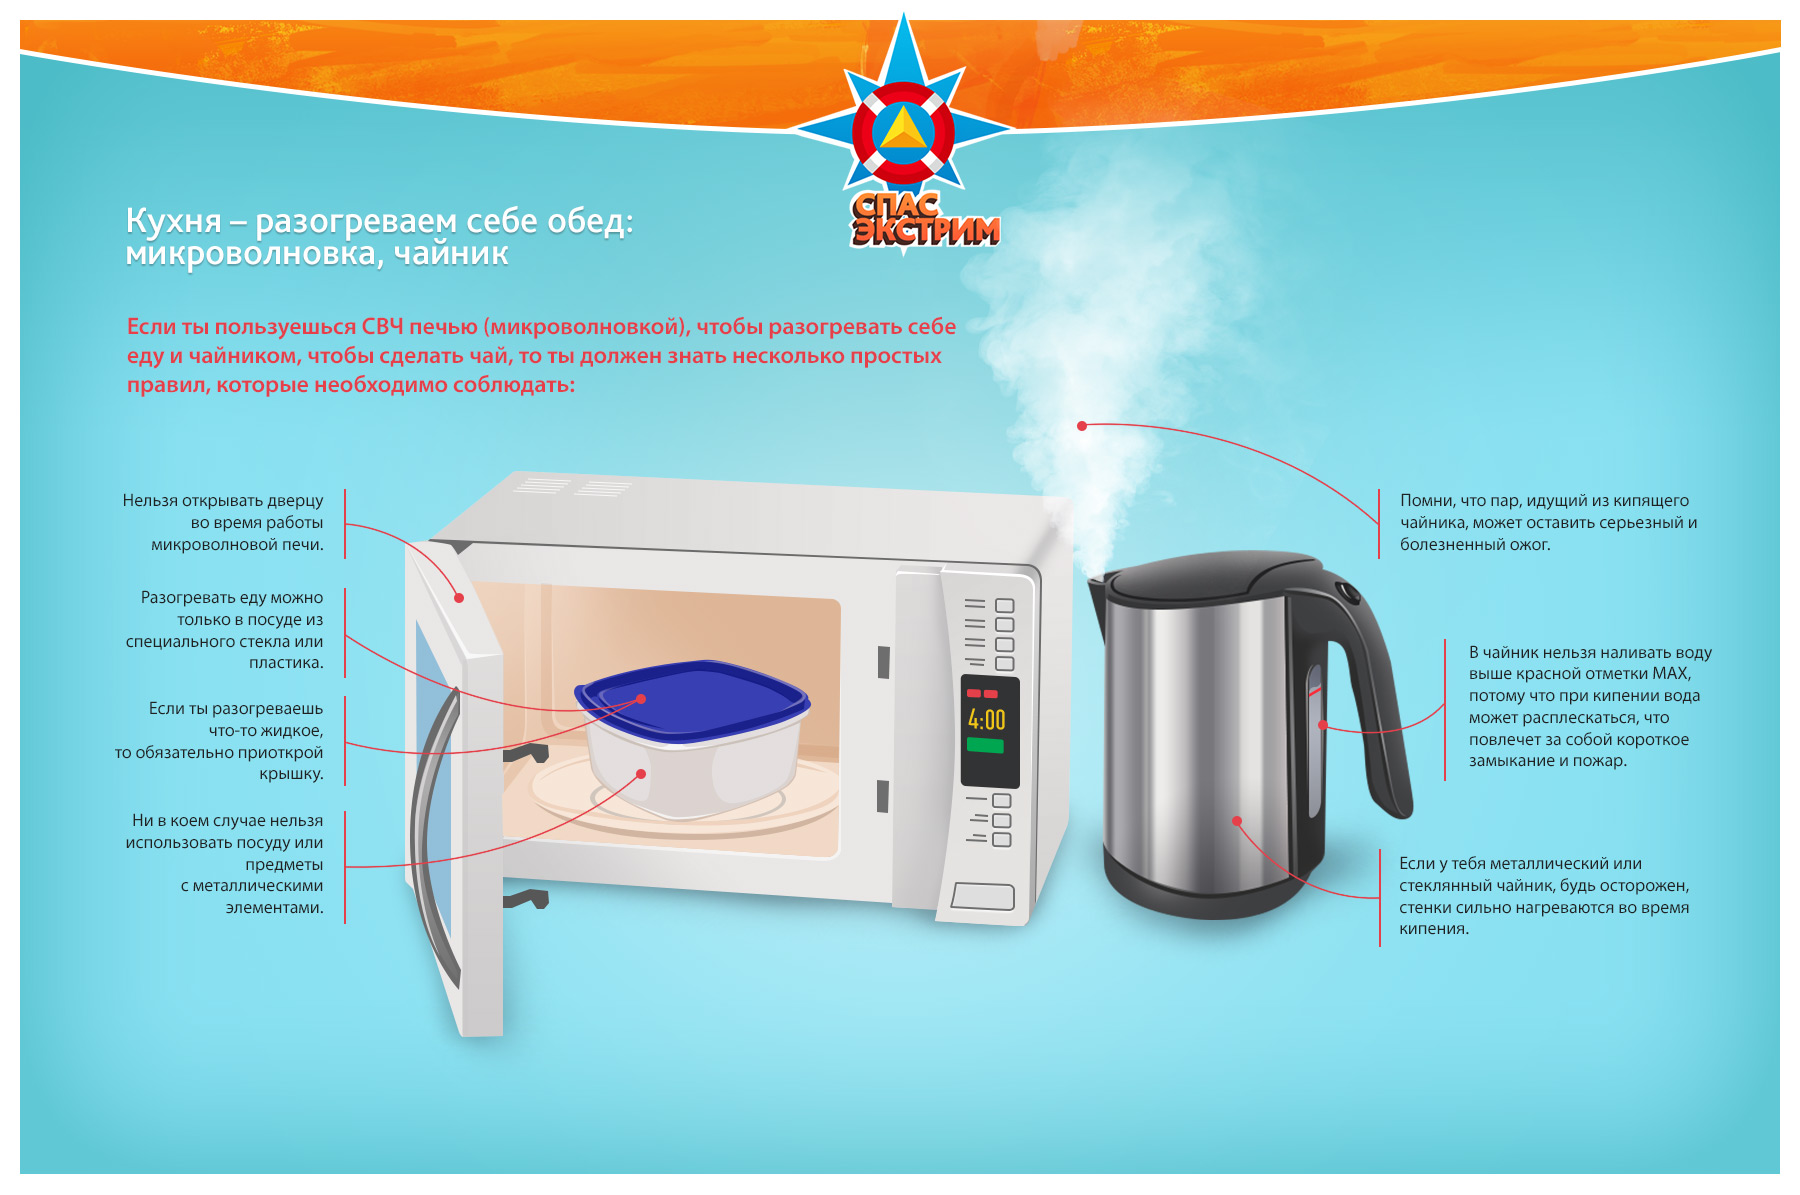 СПАС
ЭКСТРИМ
Кухня – разогреваем себе обед:
микроволновка, чайник
Если ты пользуешься СВЧ печью (микроволновкой), чтобы разогревать себе
еду и чайником, чтобы сделать чай, то ты должен знать несколько простых
правил, которые необходимо соблюдать:
Нельзя открывать дверцу
во время работы
микроволновой печи.
Разогревать еду можно
только в посуде из
специального стекла или
пластика.
Если ты разогреваешь
что-то жидкое,
то обязательно приоткрой
крышку.
Ни в коем случае нельзя
использовать посуду или
предметы
с металлическими
элементами.
4:00
Помни, что пар, идущий из кипящего
чайника, может оставить серьезный и
болезненный ожог.
В чайник нельзя наливать воду
выше красной отметки MAX,
потому что при кипении вода
может расплескаться, что
повлечет за собой короткое
замыкание и пожар.
Если у тебя металлический или
стеклянный чайник, будь осторожен,
стенки сильно нагреваются во время
кипения.